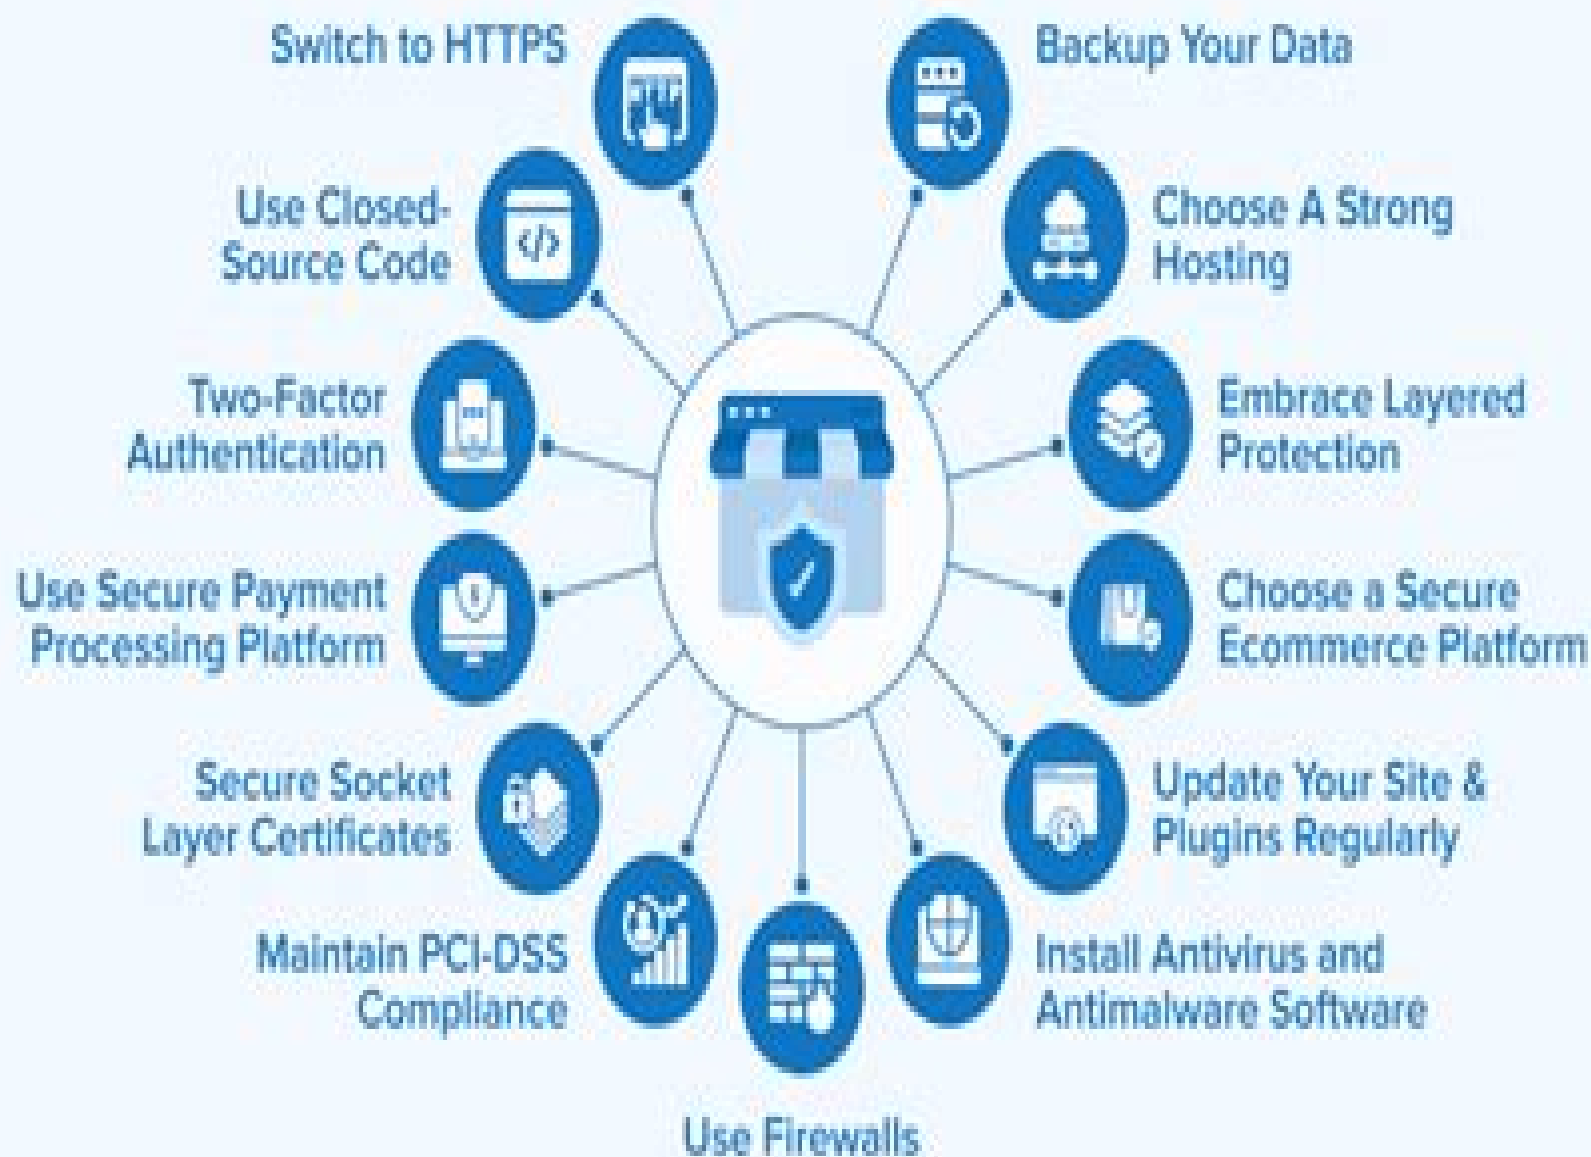 Switch to HTTPS
Backup Your Data
Use Closed-
Source Code
Choose A Strong
Hosting
Two-Factor
Authentication
Embrace Layered
Protection
Use Secure Payment
Processing Platform
Choose a Secure
Ecommerce Platform
Secure Socket
Layer Certificates
Update Your Site &
Plugins Regularly
Maintain PCI-DSS
Compliance
Install Antivirus and
Antimalware Software
Use Firewalls